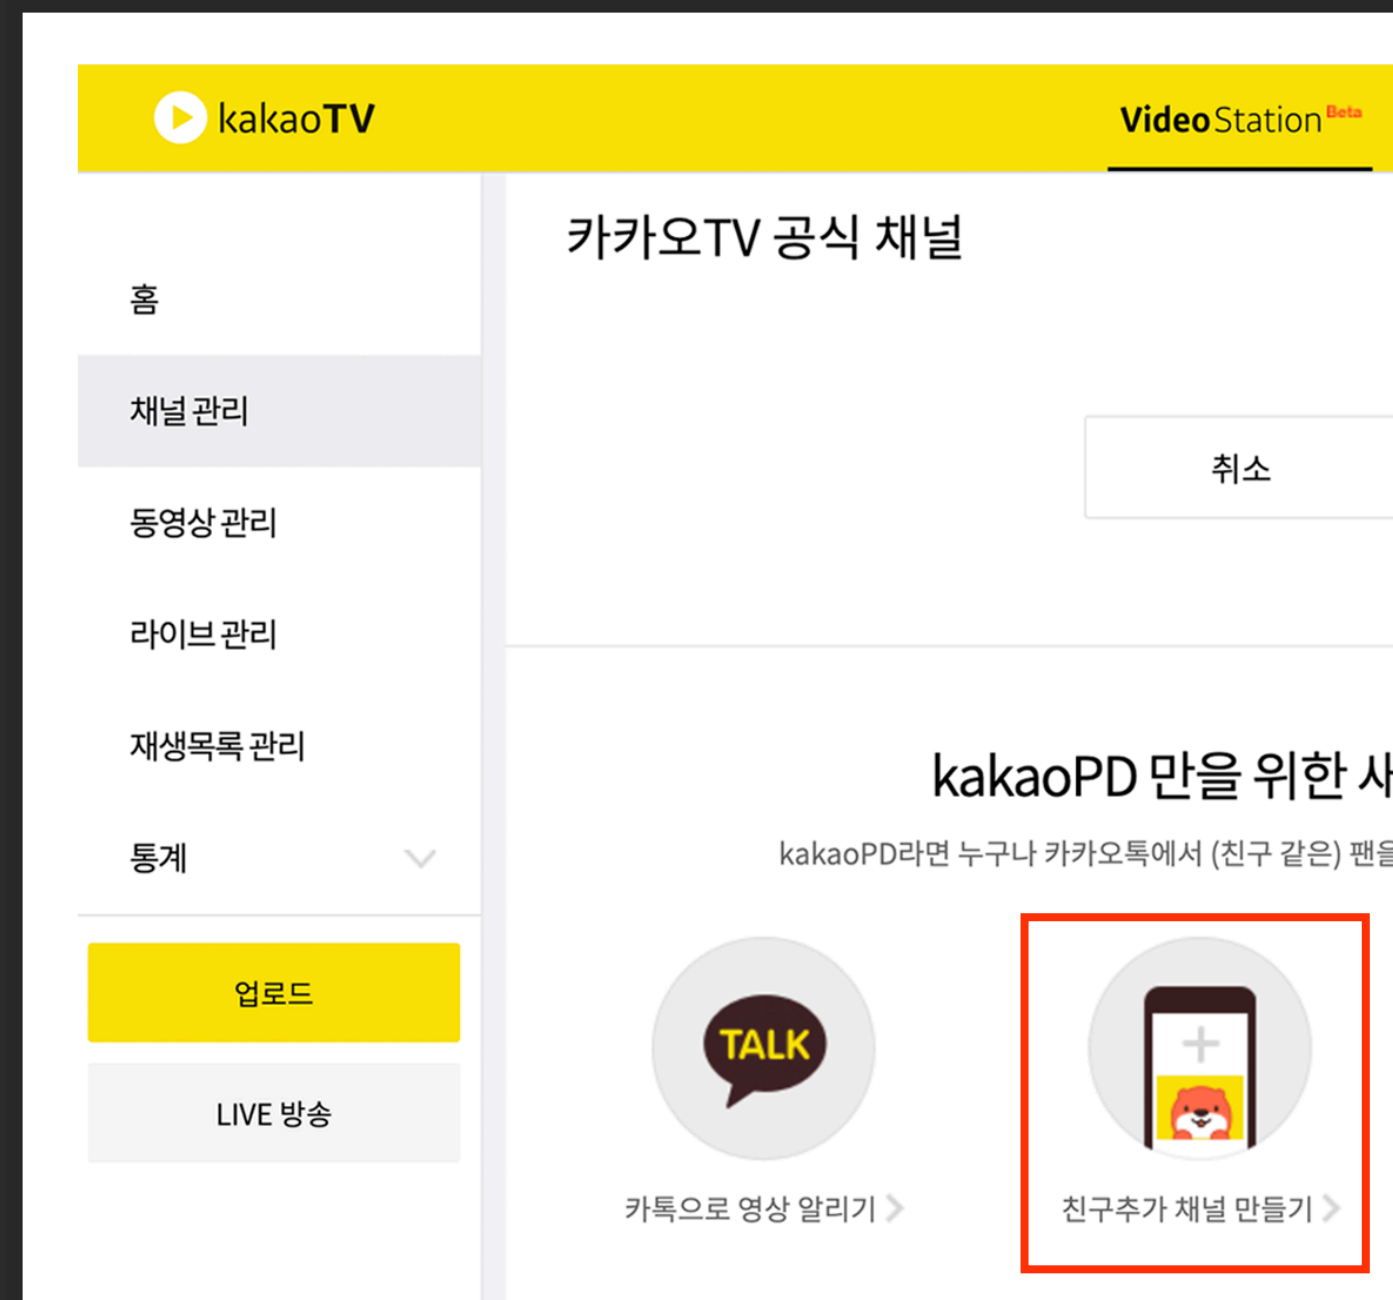 kakaoTV
VideoStation Beta
홈
채널 관리
동영상 관리
라이브 관리
재생목록 관리
통계
업로드
LIVE 방송
카카오TV 공식 채널
취소
kakaoPD 만을 위한
kakaoPD라면 누구나 카카오톡에서 (친구 같은) 팬을
TALK
카톡으로 영상 알리기
친구추가 채널 만들기